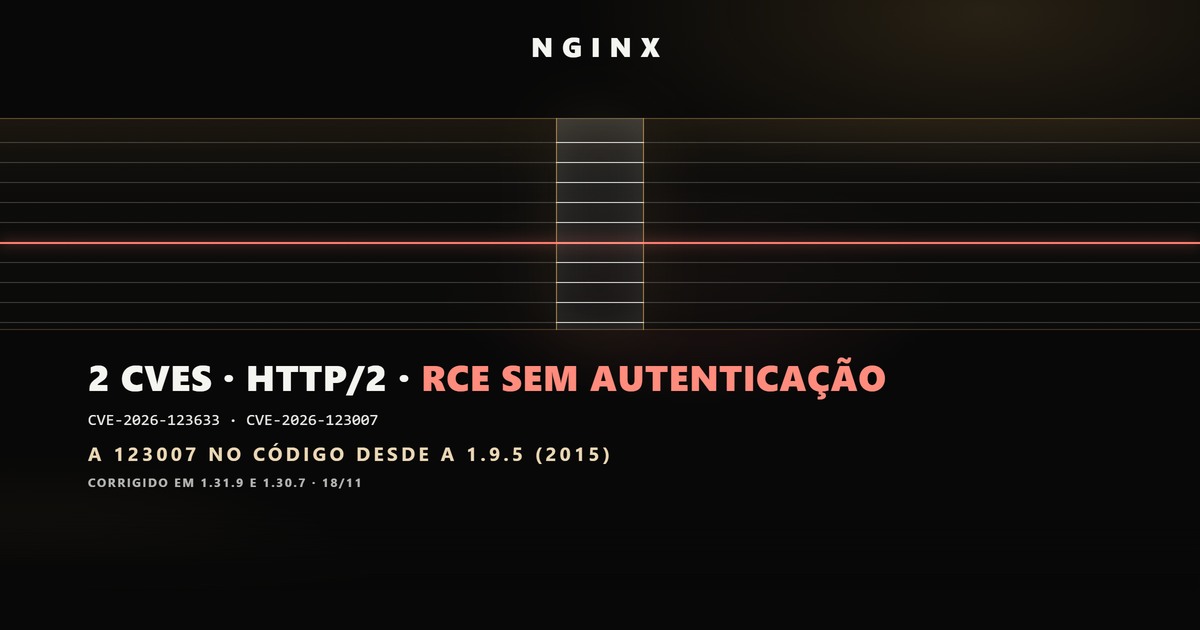 NGINX
2 CVES · HTTP/2 · RCE SEM AUTENTICAÇÃO
CVE-2026-123633 · CVE-2026-123007
A 123007 NO CÓDIGO DESDE A 1.9.5 (2015)
CORRIGIDO EM 1.31.9 E 1.30.7 · 18/11